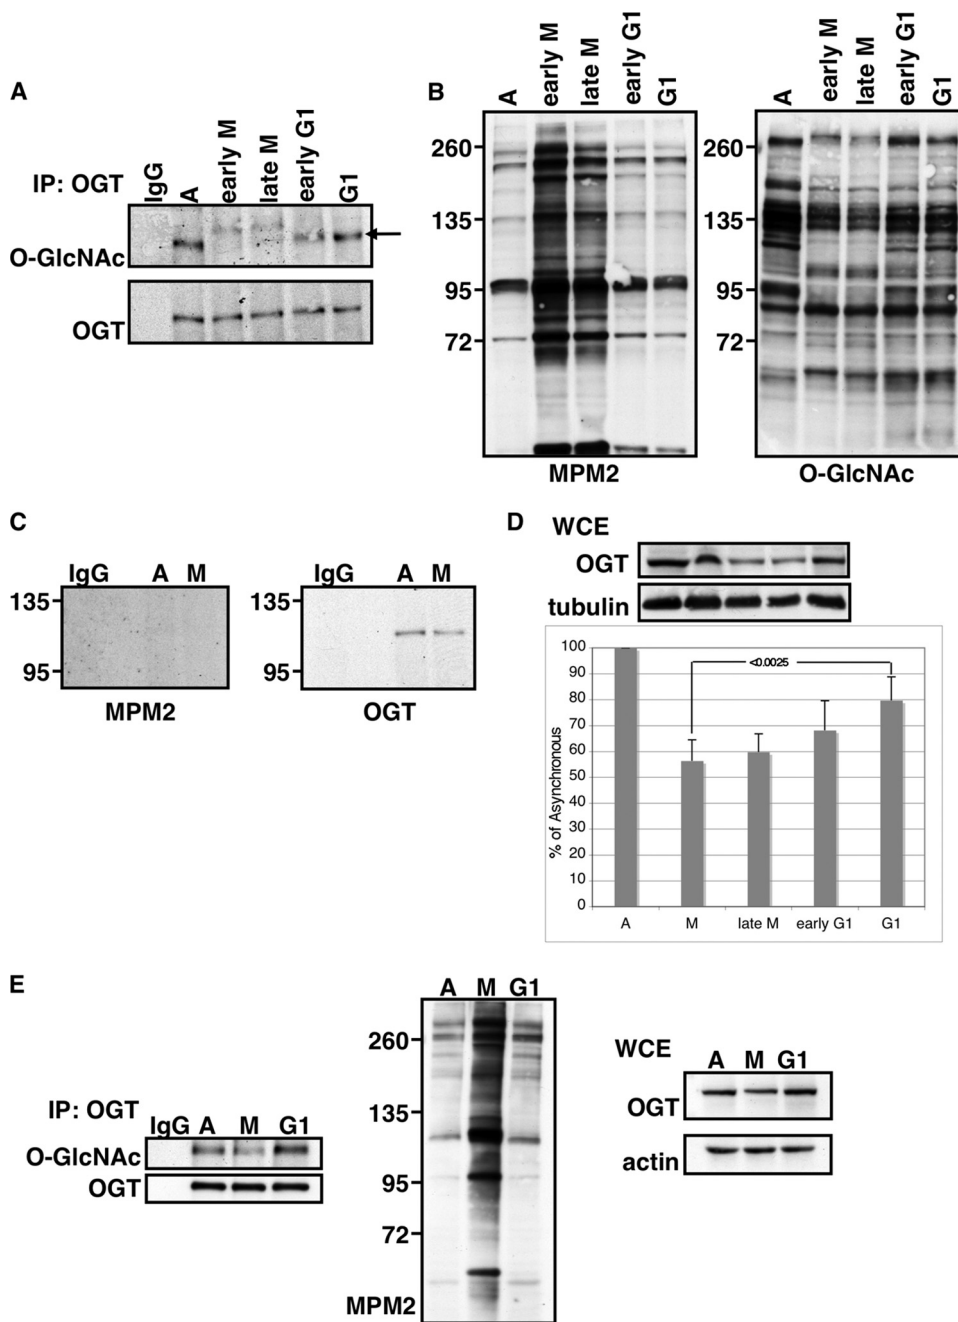 A
IP: OGT
IgG
A
early M
late M
early G1
G1
O-GlcNAc
OGT
B
A
early M
late M
early G1
G1
260
135
95
72
MPM2
A
early M
late M
early G1
G1
260
135
95
72
O-GlcNAc
C
IgG A M
135
95
MPM2
IgG A M
135
95
OGT
D
WCE
OGT
tubulin
% of Asynchronous
100
90
80
70
60
50
40
30
20
10
0
<0.0025
A M late M early G1 G1
E
IP: OGT
IgG A M G1
O-GlcNAc
OGT
A M G1
260
135
95
72
MPM2
WCE
A M G1
OGT
actin